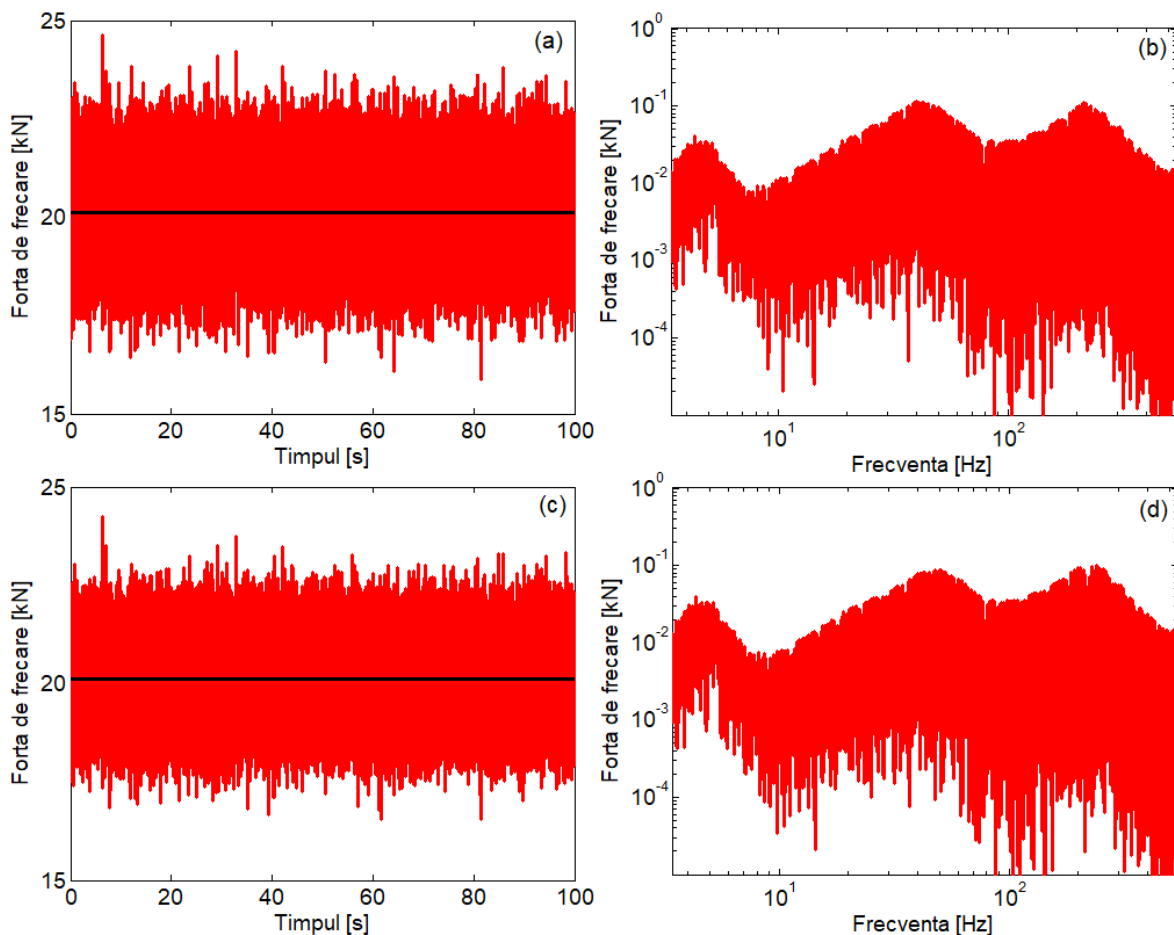 (a)
Forta de frecare [kN]
25
20
15
0 20 40 60 80 100
Timpul [s]
(b)
Forta de frecare [kN]
10^0
10^-1
10^-2
10^-3
10^-4
10^1 10^2
Frecventa [Hz]
(c)
Forta de frecare [kN]
25
20
15
0 20 40 60 80 100
Timpul [s]
(d)
Forta de frecare [kN]
10^0
10^-1
10^-2
10^-3
10^-4
10^1 10^2
Frecventa [Hz]